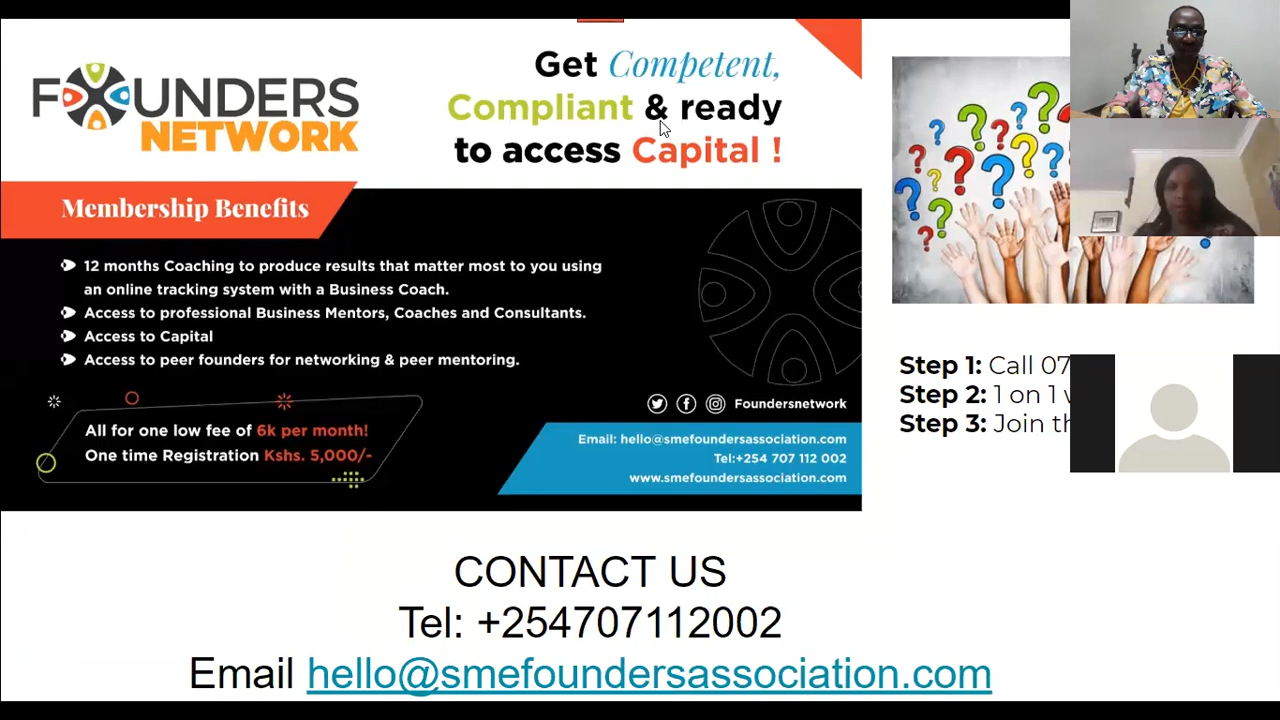 FOUNDERS
NETWORK
Get Competent,
Compliant & ready
to access Capital !
Membership Benefits
12 months Coaching to produce results that matter most to you using
an online tracking system with a Business Coach.
Access to professional Business Mentors, Coaches and Consultants.
Access to Capital
Access to peer founders for networking & peer mentoring.
All for one low fee of 6k per month!
One time Registration Kshs. 5,000/-
Foundersnetwork
Email: hello@smefoundersassociation.com
Tel:+254 707 112 002
www.smefoundersassociation.com
Step 1: Call 07
Step 2: 1 on 1
Step 3: Join
CONTACT US
Tel: +254707112002
Email hello@smefoundersassociation.com